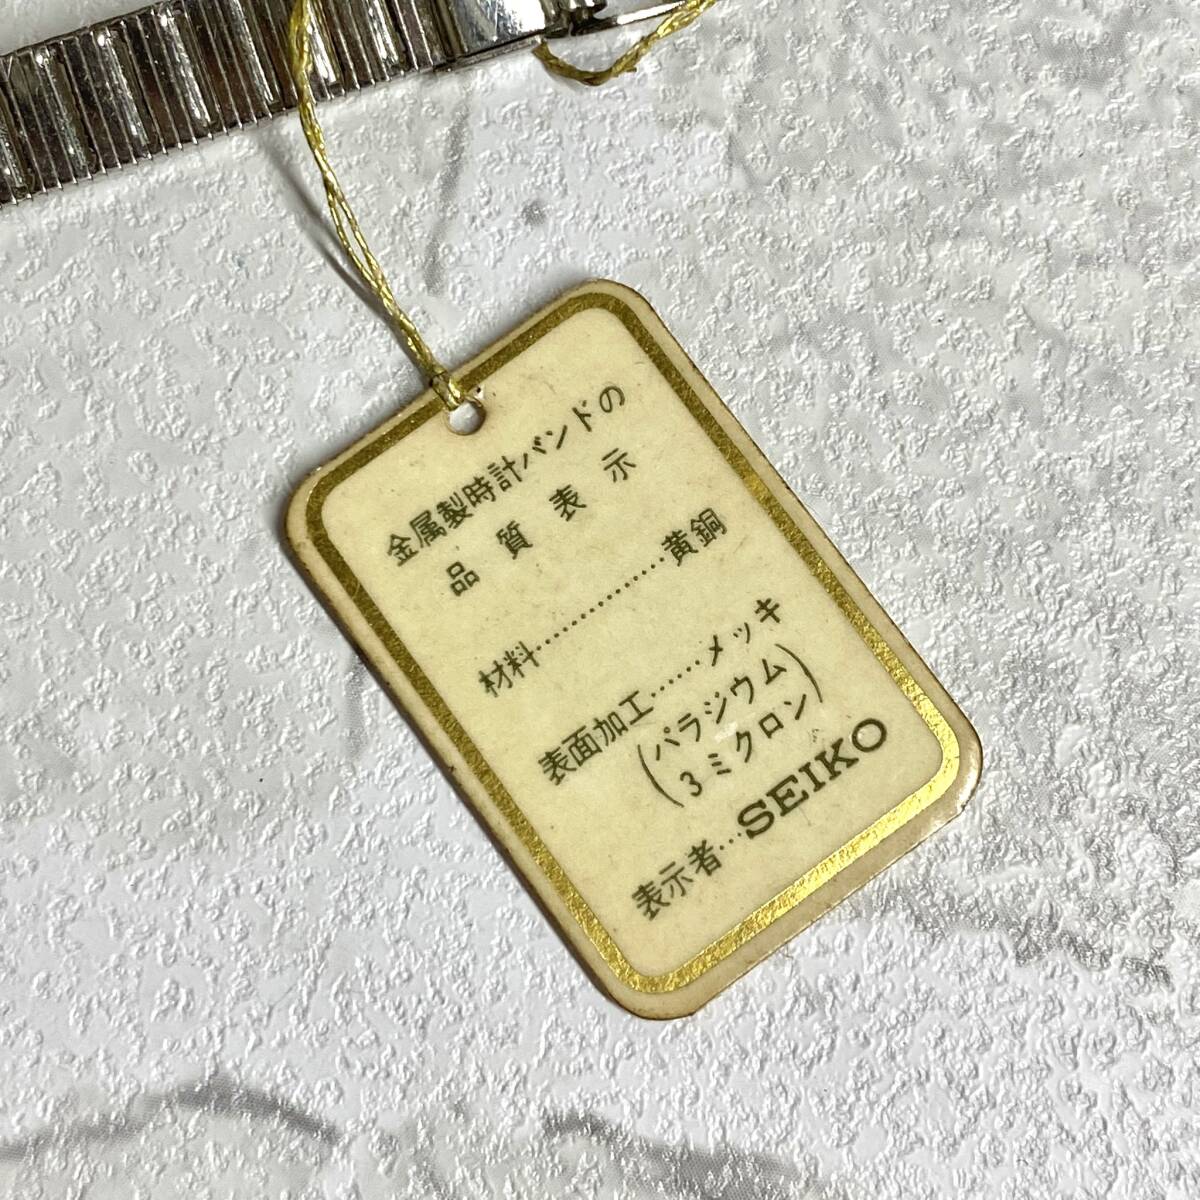 金属製時計バンドの
品質表示
材料……………黄銅
表面加工……メッキ
(パラジウム
3ミクロン)
表示者…SEIKO